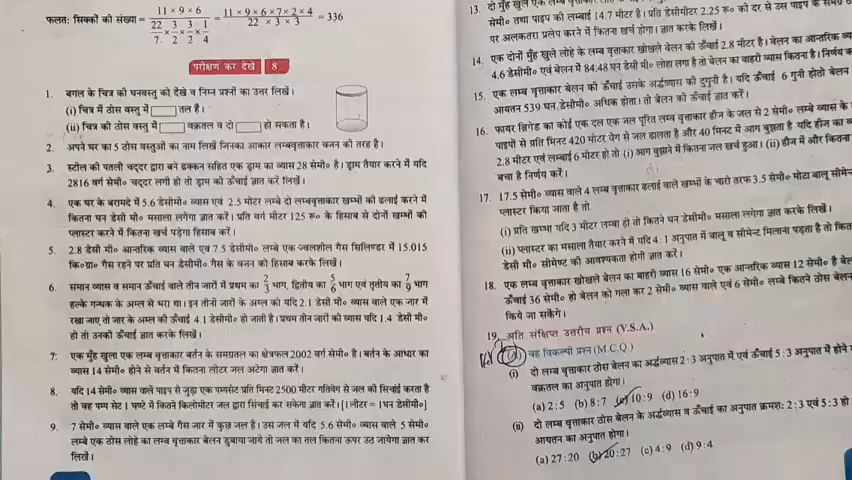 फलतः सिक्कों की संख्या = 11 × 9 × 6 / 22/7 × 3/2 × 3/2 × 1/4 = 11 × 9 × 6 × 7 × 2 × 4 / 22 × 3 × 3 = 336
परीक्षण कर देखें 8
1. बगल के चित्र की घनवस्तु को देखें व निम्न प्रश्नों का उत्तर लिखें।
(i) चित्र में ठोस वस्तु में तल है।
(ii) चित्र की ठोस वस्तु में वक्रतल व दो हो सकता है।
2. अपने घर का 5 ठोस वस्तुओं का नाम लिखें जिनका आकार लम्बवृत्ताकार वजन की तरह है।
3. स्टील की पतली चद्दर द्वारा बने ढक्कन सहित एक ड्राम का व्यास 28 सेमी० है। ड्राम तैयार करने में यदि
2816 वर्ग सेमी० चद्दर लगी हो तो ड्राम की ऊँचाई ज्ञात करें लिखें।
4. एक घर के बरामदे में 5.6 डेसीमी० व्यास एवं 2.5 मीटर लम्बे दो लम्बवृत्ताकार खम्भों की ढलाई करने में
कितना घन डेसी मी० मसाला लगेगा ज्ञात करें। प्रति वर्ग मीटर 125 रू० के हिसाब से दोनों खम्भों की
प्लास्टर करने में कितना खर्च पड़ेगा हिसाब करें।
5. 2.8 डेसी मी० आन्तरिक व्यास वाले एवं 7.5 डेसीमी० लम्बे एक ज्वलशील गैस सिलिण्डर में 15.015
कि०ग्रा० गैस रहने पर प्रति घन डेसीमी० गैस के वजन को हिसाब करके लिखें।
6. समान व्यास व समान ऊँचाई वाले तीन जारों में प्रथम का 2/3 भाग, द्वितीय का 5/6 भाग एवं तृतीय का 7/9 भाग
हल्के गन्धक के अम्ल से भरा था। इन तीनों जारों के अम्ल को यदि 2.1 डेसी मी० व्यास वाले एक जार में
रखा जाए तो जार के अम्ल की ऊँचाई 4.1 डेसीमी० हो जाती है। प्रथम तीन जारों की व्यास यदि 1.4 डेसी मी०
हो तो उनकी ऊँचाई ज्ञात करके लिखें।
7. एक मुँह खुला एक लम्ब वृत्ताकार बर्तन के समग्रतल का क्षेत्रफल 2002 वर्ग सेमी० है। बर्तन के आधार का
व्यास 14 सेमी० होने से बर्तन में कितना लीटर जल अंटेगा ज्ञात करें।
8. यदि 14 सेमी० व्यास वाले पाइप से जुड़ा एक पम्पसेट प्रति मिनट 2500 मीटर गतिवेग से जल की सिचाई करता है
तो वह पम्प सेट 1 घण्टे में कितने किलोमीटर जल द्वारा सिंचाई कर सकेगा ज्ञात करें। [1लीटर = 1घन डेसीमी०]
9. 7 सेमी० व्यास वाले एक लम्बे गैस जार में कुछ जल है। उस जल में यदि 5.6 सेमी० व्यास वाले 5 सेमी०
लम्बे एक ठोस लोहे का लम्ब वृत्ताकार बेलन डुबाया जाये तो जल का तल कितना ऊपर उठ जायेगा ज्ञात कर
लिखें।
13. दो मुँह खुले एक लम्ब
सेमी० तथा पाइप की लम्बाई 14.7 मीटर है। प्रति डेसीमीटर 2.25 रू० की दर से उस पाइप के
पर अलकतरा प्रलेप करने में कितना खर्च होगा। ज्ञात करके लिखें।
14. एक दोनों मुँह खुले लोहे के लम्ब वृत्ताकार खोखले बेलन की ऊँचाई 2.8 मीटर है। बेलन का आन्तरिक
4.6 डेसीमी० एवं बेलन में 84.48 घन डेसी मी० लोहा लगा है तो बेलन का बाहरी व्यास कितना है। निर्णय
15. एक लम्ब वृत्ताकार बेलन की ऊँचाई उसके अर्द्धव्यास की दुगुनी है। यदि ऊँचाई 6 गुनी होतो बेलन
आयतन 539 घन/डेसीमी० अधिक होगा। तो बेलन की ऊँचाई ज्ञात करें।
16. फायर ब्रिगेड का कोई एक दल एक जल पूरित लम्ब वृत्ताकार हौज के जल से 2 सेमी० लम्बे व्यास के
पाइपों से प्रति मिनट 420 मीटर वेग से जल डालता है और 40 मिनट में आग बुझाता है यदि हौज का
2.8 मीटर एवं लम्बाई 6 मीटर हो तो (i) आग बुझाने में कितना जल खर्च हुआ। (ii) हौज में और कितना
बचा है निर्णय करें।
17. 17.5 सेमी० व्यास वाले 4 लम्ब वृत्ताकार ढलाई वाले खम्भों के चारो तरफ 3.5 सेमी० मोटा बालू
प्लास्टर किया जाता है तो
(i) प्रति खम्भा यदि 3 मीटर लम्बा हो तो कितने घन डेसीमी० मसाला लगेगा ज्ञात करके लिखें।
(ii) प्लास्टर का मसाला तैयार करने में यदि 4:1 अनुपात में बालू व सीमेन्ट मिलाना पड़ता है तो
डेसी मी० सीमेण्ट की आवश्यकता होगी ज्ञात करें।
18. एक लम्ब वृत्ताकार खोखले बेलन का बाहरी व्यास 16 सेमी० एक आन्तरिक व्यास 12 सेमी० है
ऊँचाई 36 सेमी० हो बेलन को गला कर 2 सेमी० व्यास वाले एवं 6 सेमी० लम्बे कितने ठोस बेलन
किये जा सकेंगे।
19. अति संक्षिप्त उत्तरीय प्रश्न (V.S.A.)
(A) वह विकल्पी प्रश्न (M.C.Q.)
(i) दो लम्ब वृत्ताकार ठोस बेलन का अर्द्धव्यास 2:3 अनुपात में एवं ऊँचाई 5:3 अनुपात में होने
वक्रतल का अनुपात होगा।
(a) 2:5 (b) 8:7 (c) 10:9 (d) 16:9
(ii) दो लम्ब वृत्ताकार ठोस बेलन के अर्द्धव्यास व ऊँचाई का अनुपात क्रमशः 2:3 एवं 5:3 हो
आयतन का अनुपात होगा।
(a) 27:20 (b) 20:27 (c) 4:9 (d) 9:4